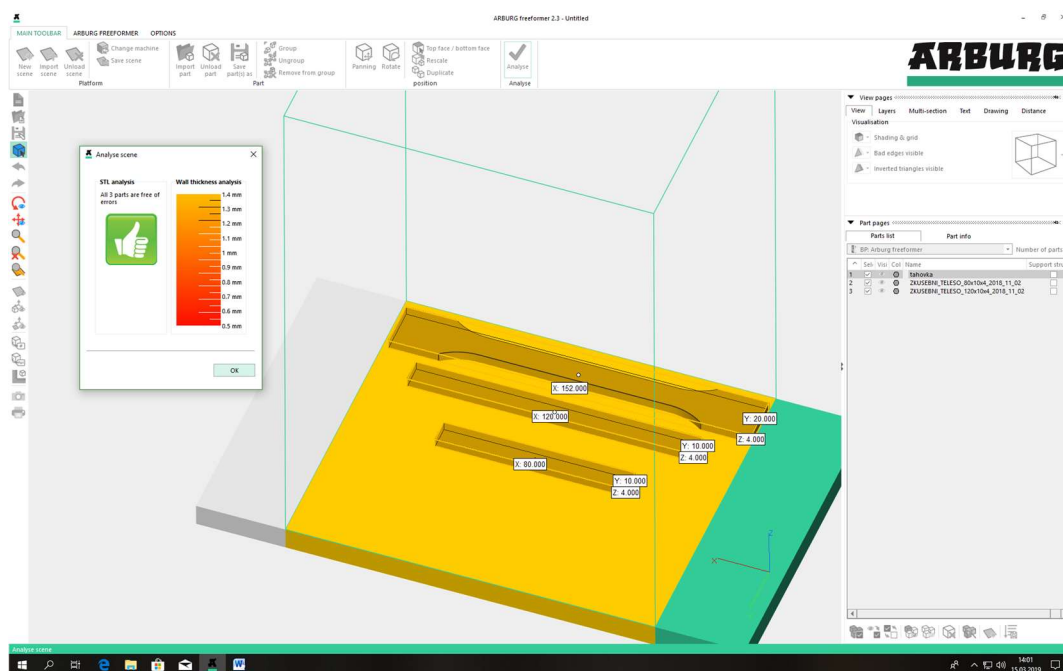 ARBURG freeformer 2.3 - Untitled
MAIN TOOLBAR ARBURG FREEFORMER OPTIONS
New scene
Import scene
Unload scene
Change machine
Save scene
Platform
Import part
Unload part
Save part(s) as
Group
Ungroup
Remove from group
Part
Panning
Rotate
Top face / bottom face
Rescale
Duplicate
position
Analyse
Analyse
ARBURG
Analyse scene
STL analysis
All 3 parts are free of
errors
Wall thickness analysis
1.4 mm
1.3 mm
1.2 mm
1.1 mm
1 mm
0.9 mm
0.8 mm
0.7 mm
0.6 mm
0.5 mm
OK
X: 152.000
Y: 20.000
Z: 4.000
X: 120.000
Y: 10.000
Z: 4.000
X: 80.000
Y: 10.000
Z: 4.000
X
Z
View pages
View Layers Multi-section Text Drawing Distance
Visualisation
Shading & grid
Bad edges visible
Inverted triangles visible
Part pages
Parts list Part info
BP: Arburg freeformer Number of parts
Sel Visi Col Name Support stru
1 tahovka
2 ZKUSEBNI_TELESO_80x10x4_2018_11_02
3 ZKUSEBNI_TELESO_120x10x4_2018_11_02
Analyse scene
14:01
15.03.2019